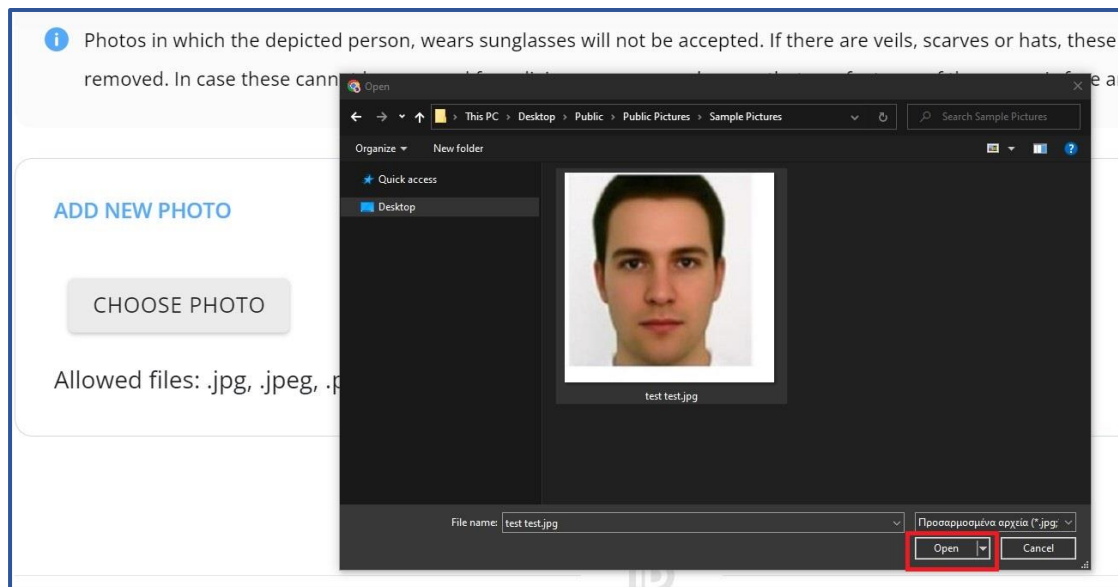 Photos in which the depicted person, wears sunglasses will not be accepted. If there are veils, scarves or hats, these
removed. In case these
Open
This PC > Desktop > Public > Public Pictures > Sample Pictures
Search Sample Pictures
Organize
New folder
Quick access
Desktop
ADD NEW PHOTO
CHOOSE PHOTO
Allowed files: .jpg, .jpeg,
test test.jpg
File name: test test.jpg
Προσαρμοσμένα αρχεία (*.jpg;
Open
Cancel